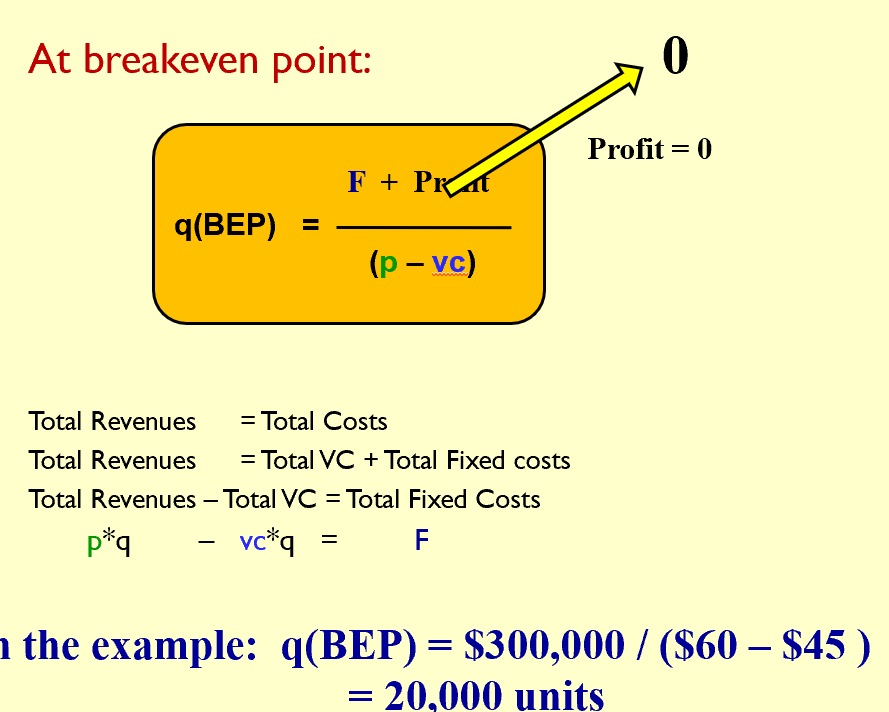 At breakeven point:
0
Profit = 0
F + Profit
q(BEP) =
(p – vc)
Total Revenues = Total Costs
Total Revenues = Total VC + Total Fixed costs
Total Revenues – Total VC = Total Fixed Costs
p*q – vc*q = F
the example: q(BEP) = $300,000 / ($60 – $45 )
= 20,000 units